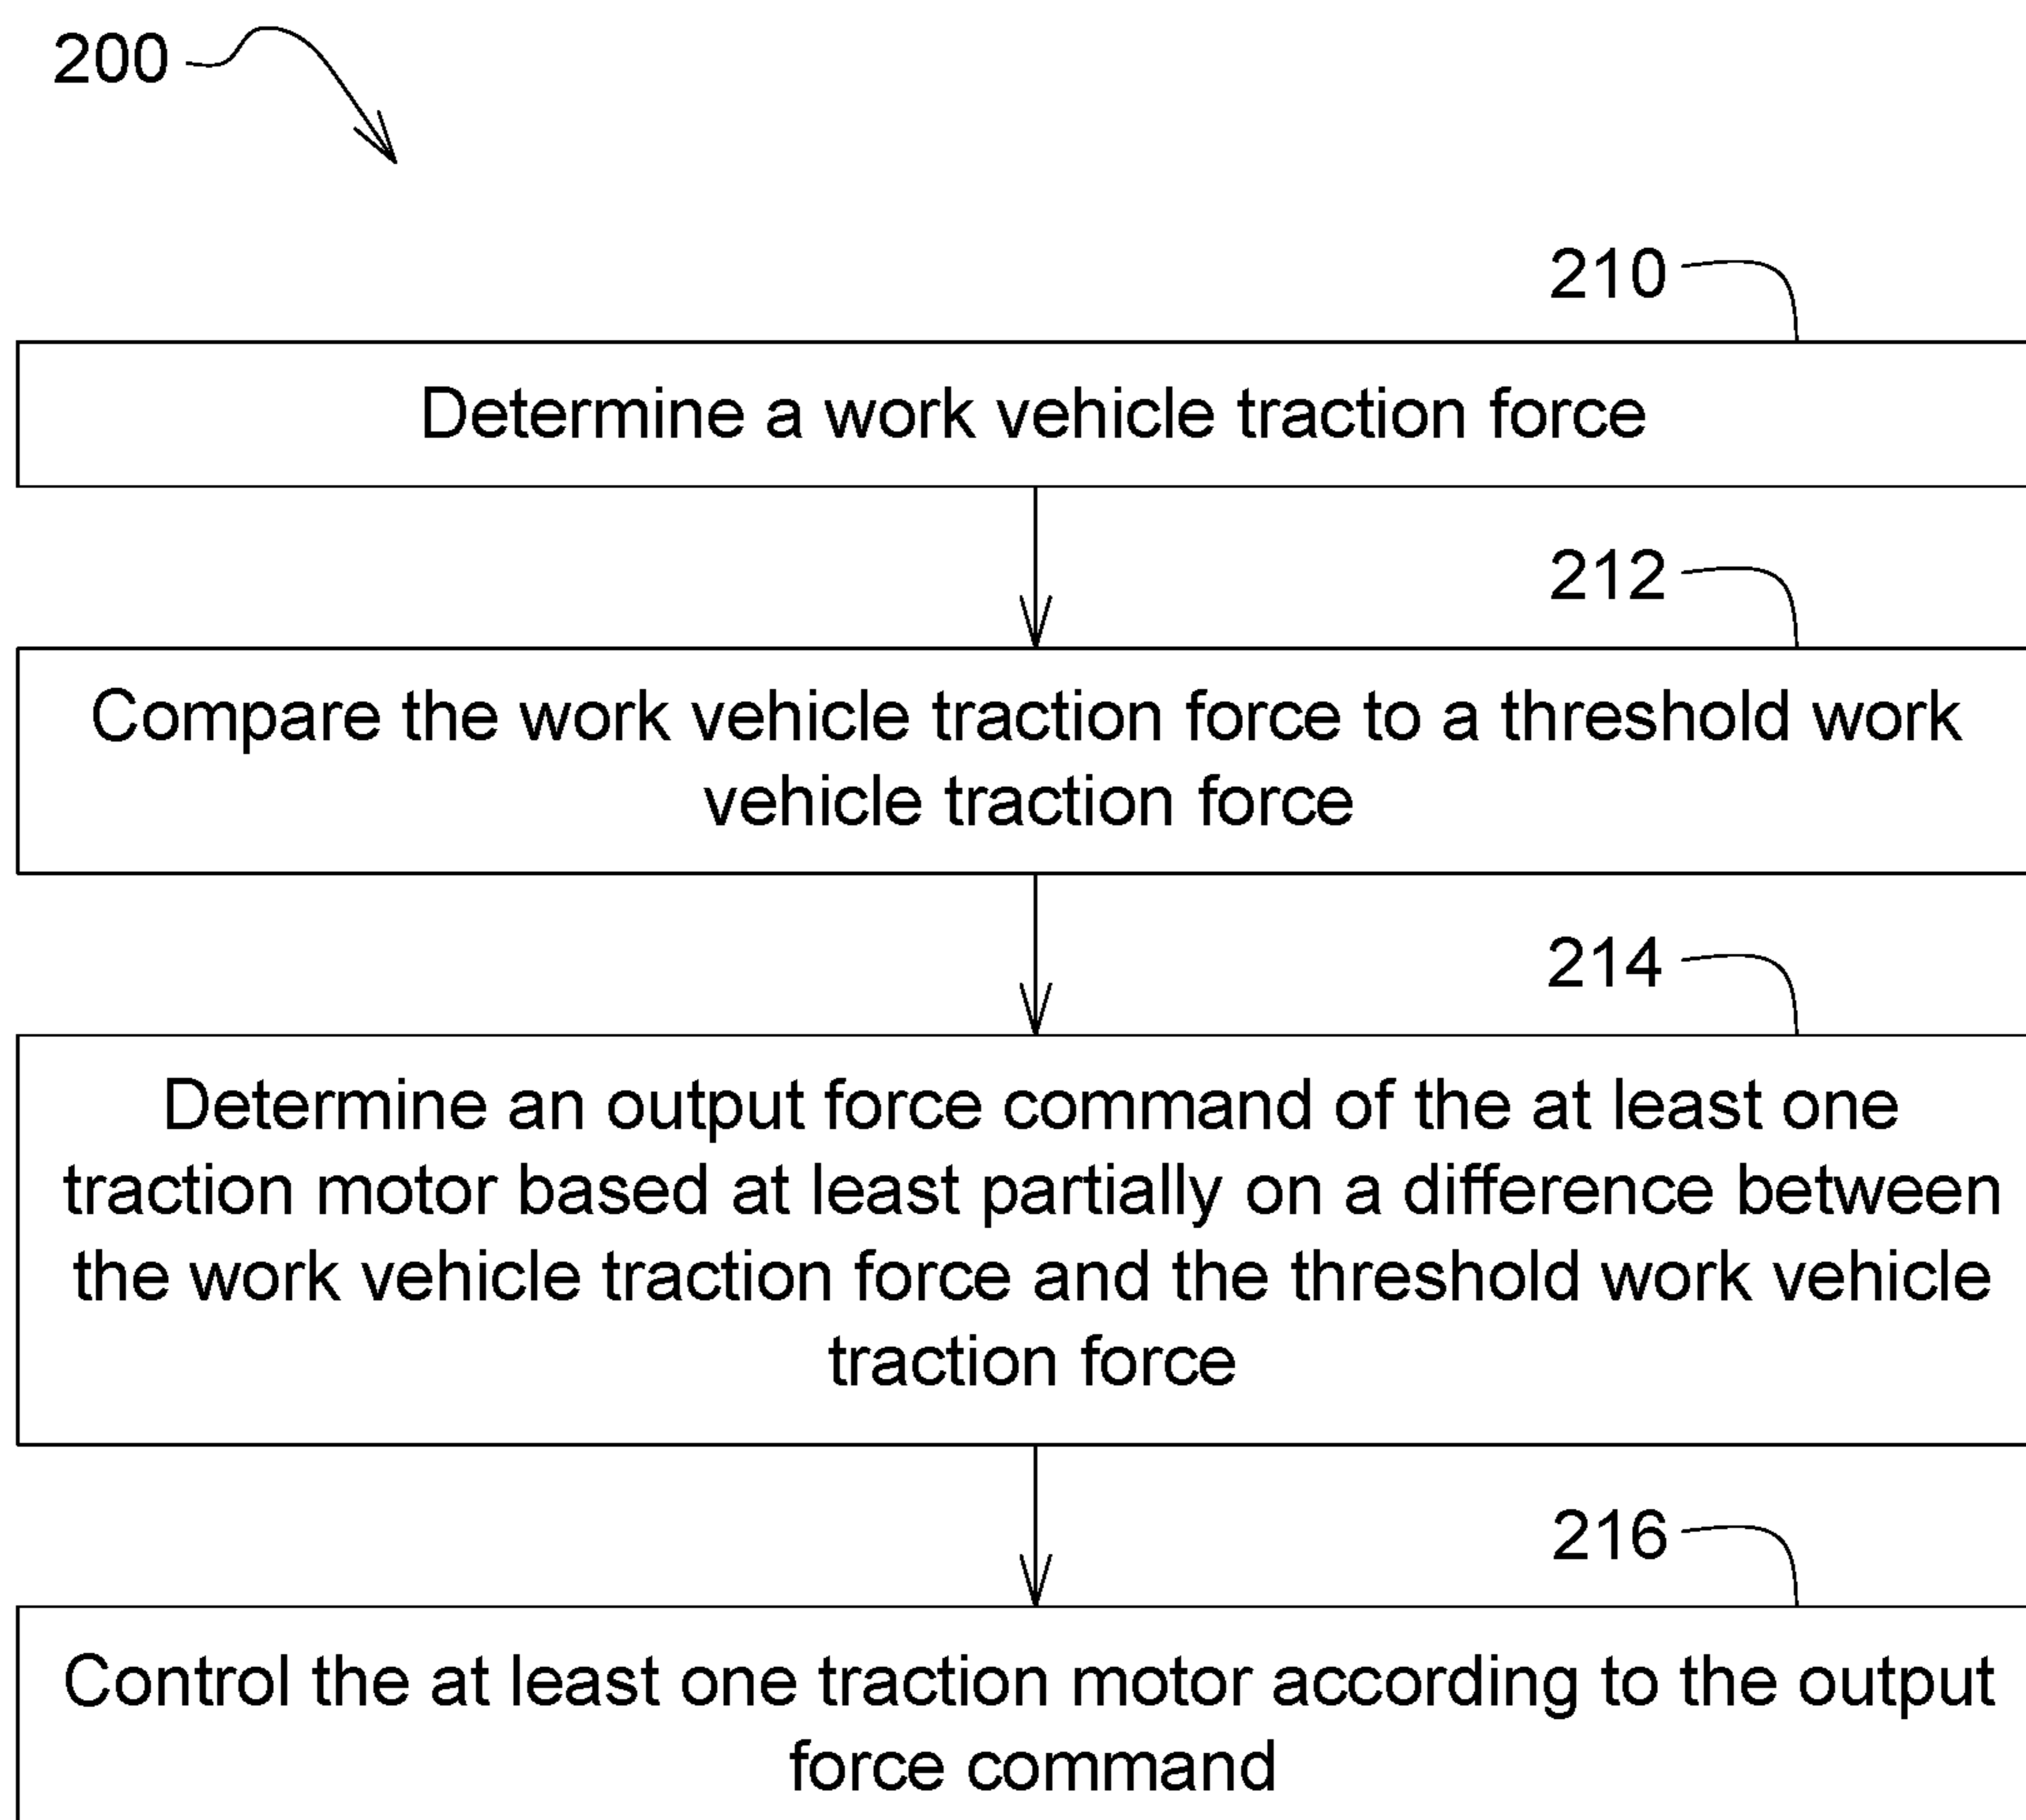 200
210
Determine a work vehicle traction force
212
Compare the work vehicle traction force to a threshold work
vehicle traction force
214
Determine an output force command of the at least one
traction motor based at least partially on a difference between
the work vehicle traction force and the threshold work vehicle
traction force
216
Control the at least one traction motor according to the output
force command